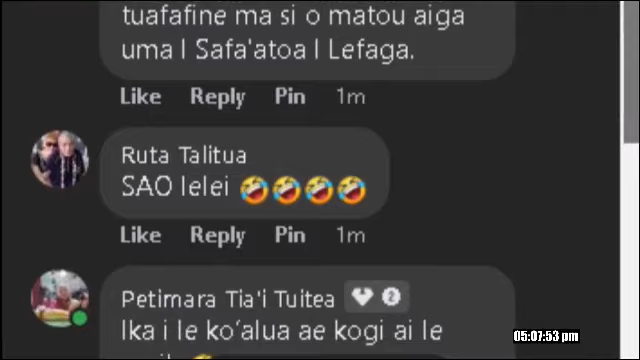 tuafafine ma si o matou aiga
uma I Safa'atoa I Lefaga.
Like Reply Pin 1m
Ruta Talitua
SAO lelei 🤣🤣🤣🤣
Like Reply Pin 1m
Petimara Tia'i Tuitea 2
Ika i le ko‘alua ae kogi ai le
05:07:53 pm